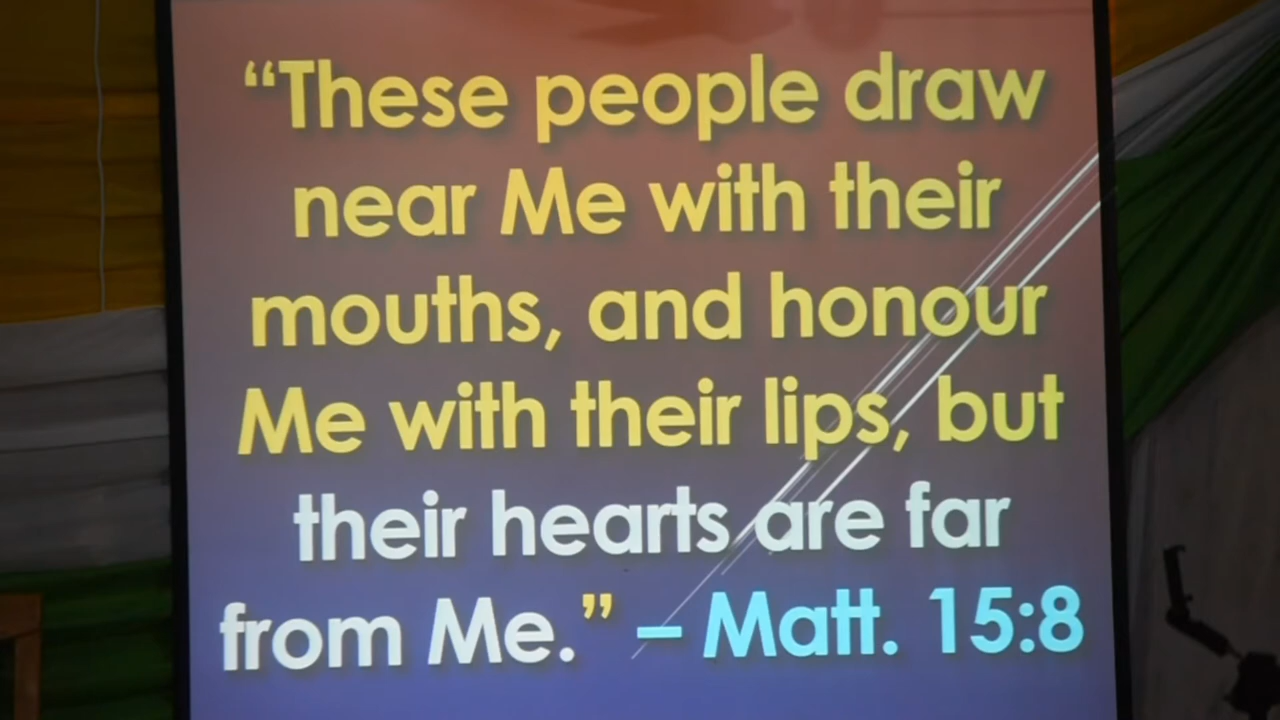 “These people draw
near Me with their
mouths, and honour
Me with their lips, but
their hearts are far
from Me.” – Matt. 15:8